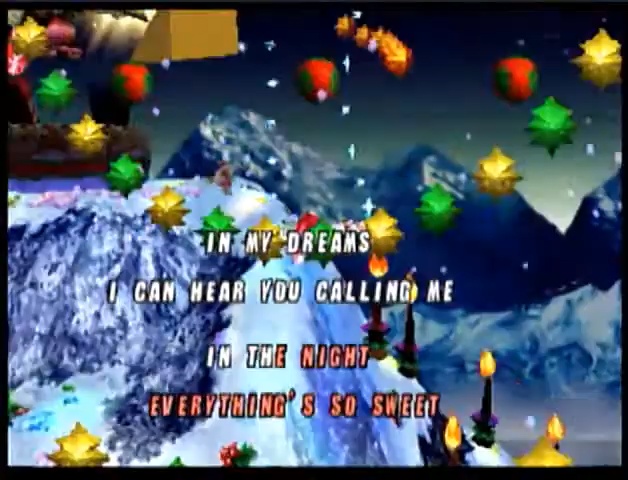 IN MY DREAMS
I CAN HEAR YOU CALLING ME
IN THE NIGHT
EVERYTHING'S SO SWEET